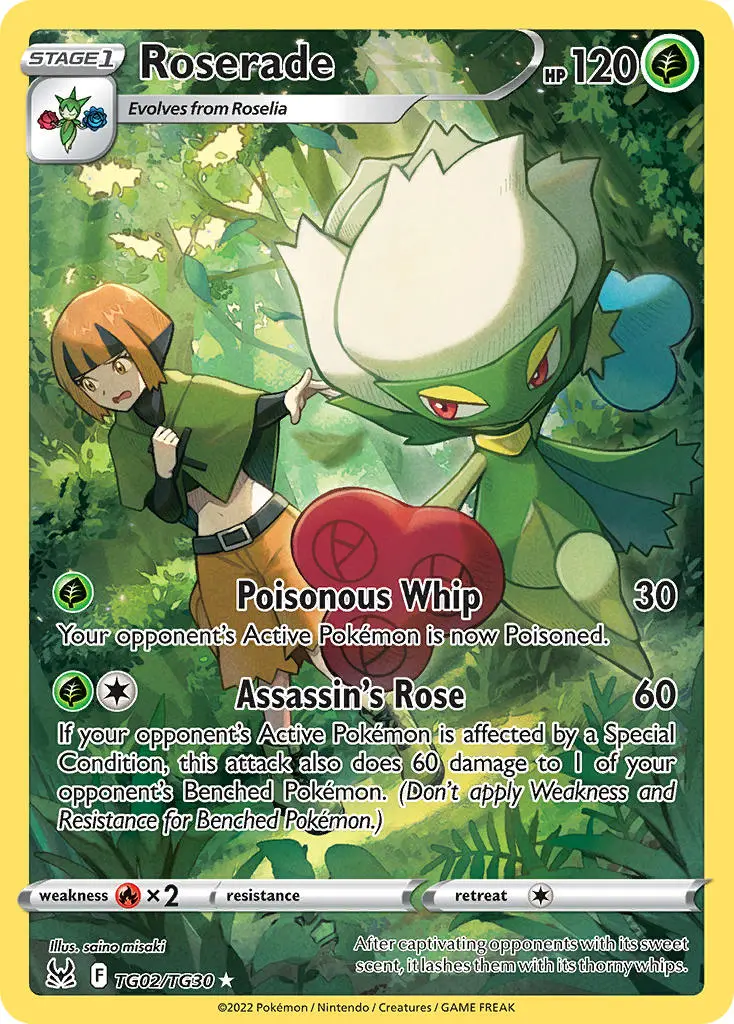 STAGE 1
Roserade
HP 120
Evolves from Roselia
Poisonous Whip 30
Your opponent's Active Pokémon is now Poisoned.
Assassin's Rose 60
If your opponent's Active Pokémon is affected by a Special
Condition, this attack also does 60 damage to 1 of your
opponent's Benched Pokémon. (Don't apply Weakness and
Resistance for Benched Pokémon.)
weakness ×2 resistance retreat
Illus. saino misaki
F TG02/TG30 ★
After captivating opponents with its sweet
scent, it lashes them with its thorny whips.
©2022 Pokémon / Nintendo / Creatures / GAME FREAK